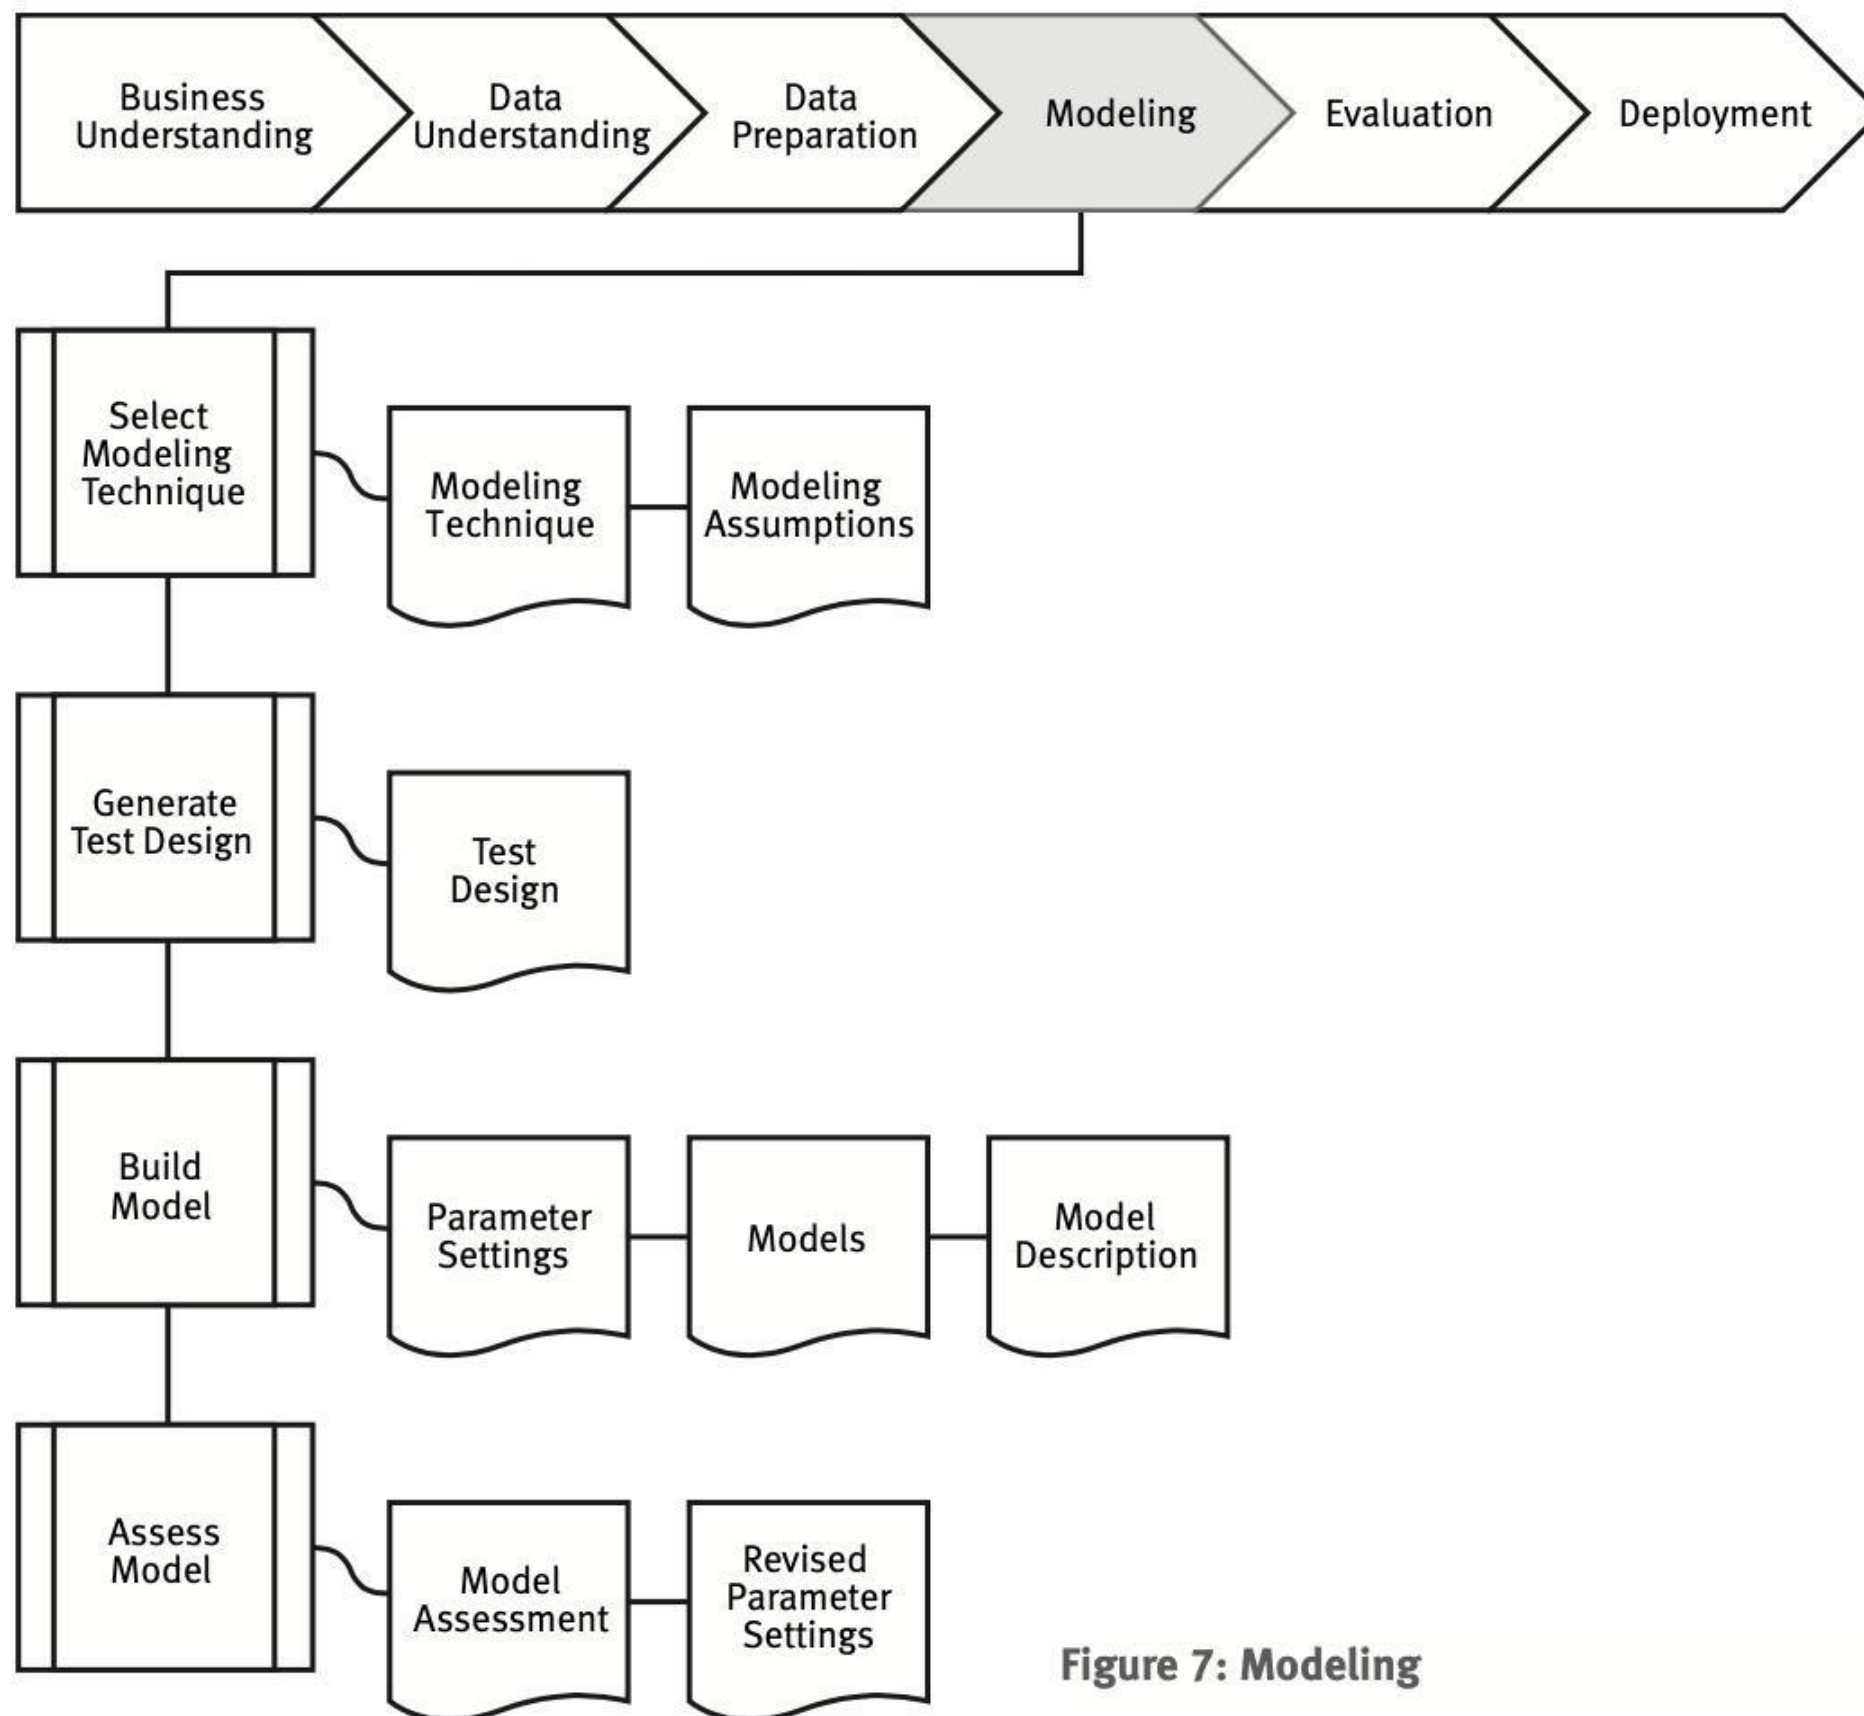 Business
Understanding
Data
Understanding
Data
Preparation
Modeling
Evaluation
Deployment
Select
Modeling
Technique
Modeling
Technique
Modeling
Assumptions
Generate
Test Design
Test
Design
Build
Model
Parameter
Settings
Models
Model
Description
Assess
Model
Model
Assessment
Revised
Parameter
Settings
Figure 7: Modeling